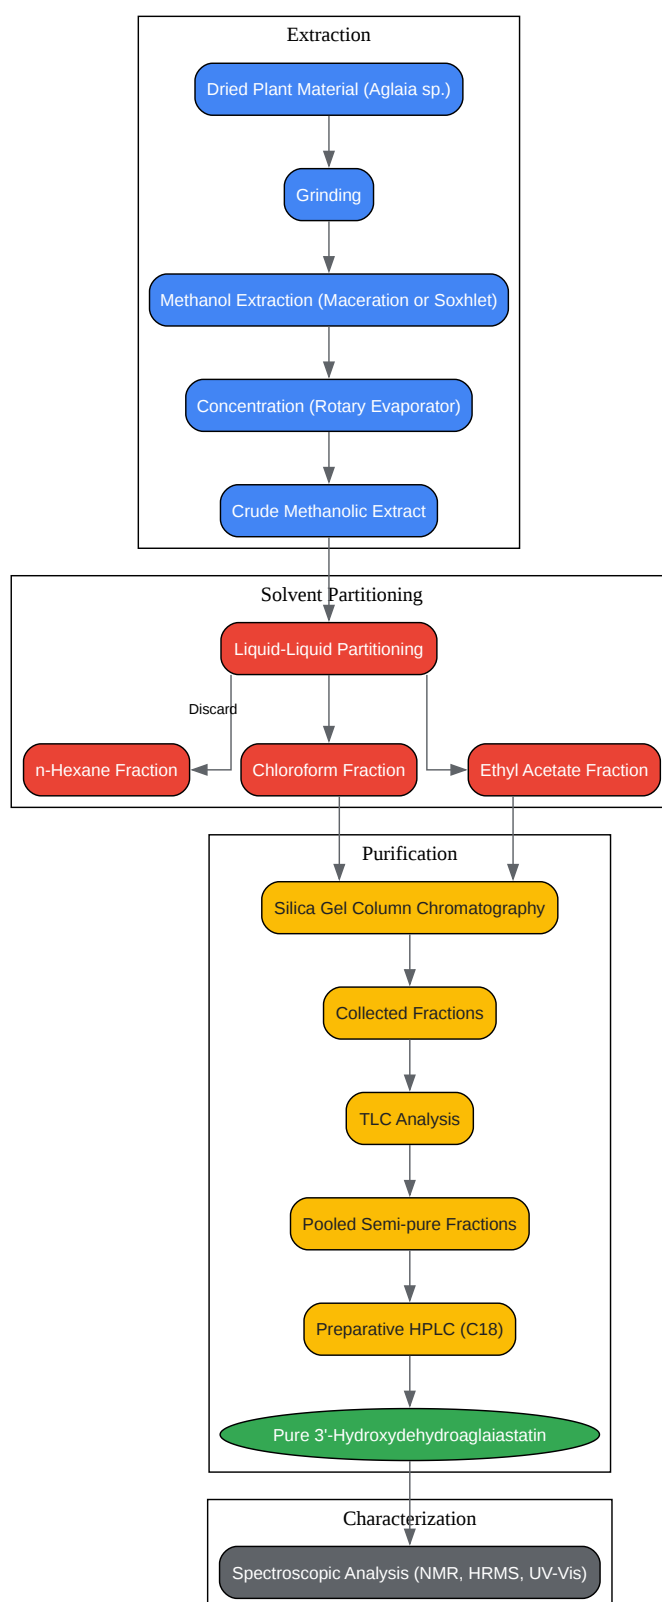 Extraction
Dried Plant Material (Aglaia sp.)
Grinding
Methanol Extraction (Maceration or Soxhlet)
Concentration (Rotary Evaporator)
Crude Methanolic Extract
Solvent Partitioning
Liquid-Liquid Partitioning
Discard
n-Hexane Fraction
Chloroform Fraction
Ethyl Acetate Fraction
Purification
Silica Gel Column Chromatography
Collected Fractions
TLC Analysis
Pooled Semi-pure Fractions
Preparative HPLC (C18)
Pure 3'-Hydroxydehydroaglaiastatin
Characterization
Spectroscopic Analysis (NMR, HRMS, UV-Vis)